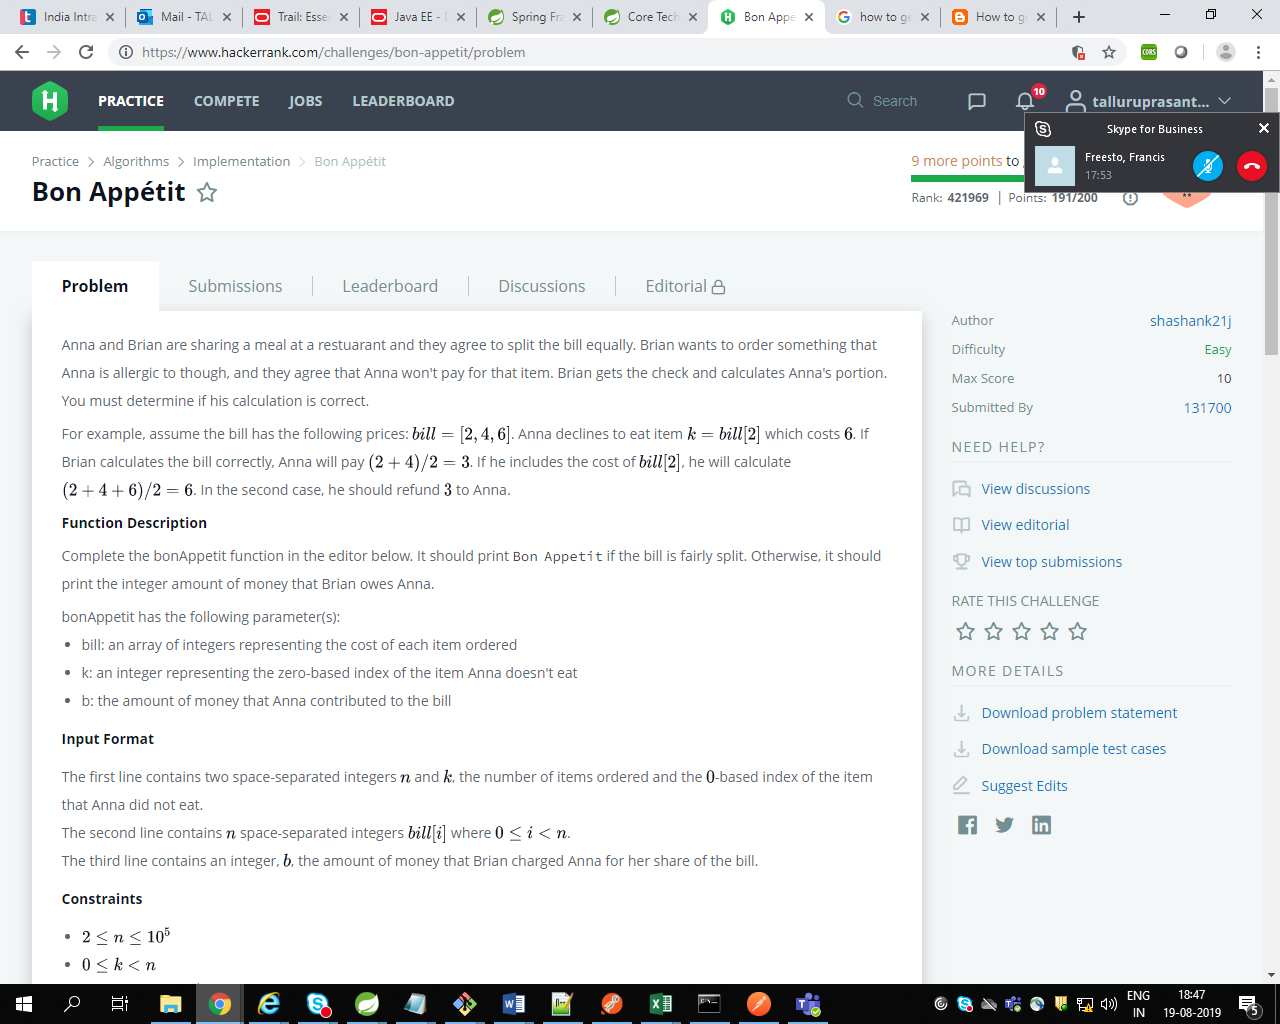 India Intra
Mail - TAL
Trail: Esse
Java EE - D
Spring Fra
Core Tech
Bon Appé
how to ge
How to g
https://www.hackerrank.com/challenges/bon-appetit/problem
CORS
H
PRACTICE
COMPETE
JOBS
LEADERBOARD
Search
10
talluruprasant...
Skype for Business
Freesto, Francis
17:53
Practice > Algorithms > Implementation > Bon Appétit
Bon Appétit
9 more points to
Rank: 421969 | Points: 191/200
Problem
Submissions
Leaderboard
Discussions
Editorial
Anna and Brian are sharing a meal at a restuarant and they agree to split the bill equally. Brian wants to order something that
Anna is allergic to though, and they agree that Anna won't pay for that item. Brian gets the check and calculates Anna's portion.
You must determine if his calculation is correct.
For example, assume the bill has the following prices: bill = [2, 4, 6]. Anna declines to eat item k = bill[2] which costs 6. If
Brian calculates the bill correctly, Anna will pay (2 + 4)/2 = 3. If he includes the cost of bill[2], he will calculate
(2 + 4 + 6)/2 = 6. In the second case, he should refund 3 to Anna.
Function Description
Complete the bonAppetit function in the editor below. It should print Bon Appetit if the bill is fairly split. Otherwise, it should
print the integer amount of money that Brian owes Anna.
bonAppetit has the following parameter(s):
• bill: an array of integers representing the cost of each item ordered
• k: an integer representing the zero-based index of the item Anna doesn't eat
• b: the amount of money that Anna contributed to the bill
Input Format
The first line contains two space-separated integers n and k, the number of items ordered and the 0-based index of the item
that Anna did not eat.
The second line contains n space-separated integers bill[i] where 0 ≤ i < n.
The third line contains an integer, b, the amount of money that Brian charged Anna for her share of the bill.
Constraints
• 2 ≤ n ≤ 10⁵
• 0 ≤ k < n
Author shashank21j
Difficulty Easy
Max Score 10
Submitted By 131700
NEED HELP?
View discussions
View editorial
View top submissions
RATE THIS CHALLENGE
MORE DETAILS
Download problem statement
Download sample test cases
Suggest Edits
ENG
IN
18:47
19-08-2019
5